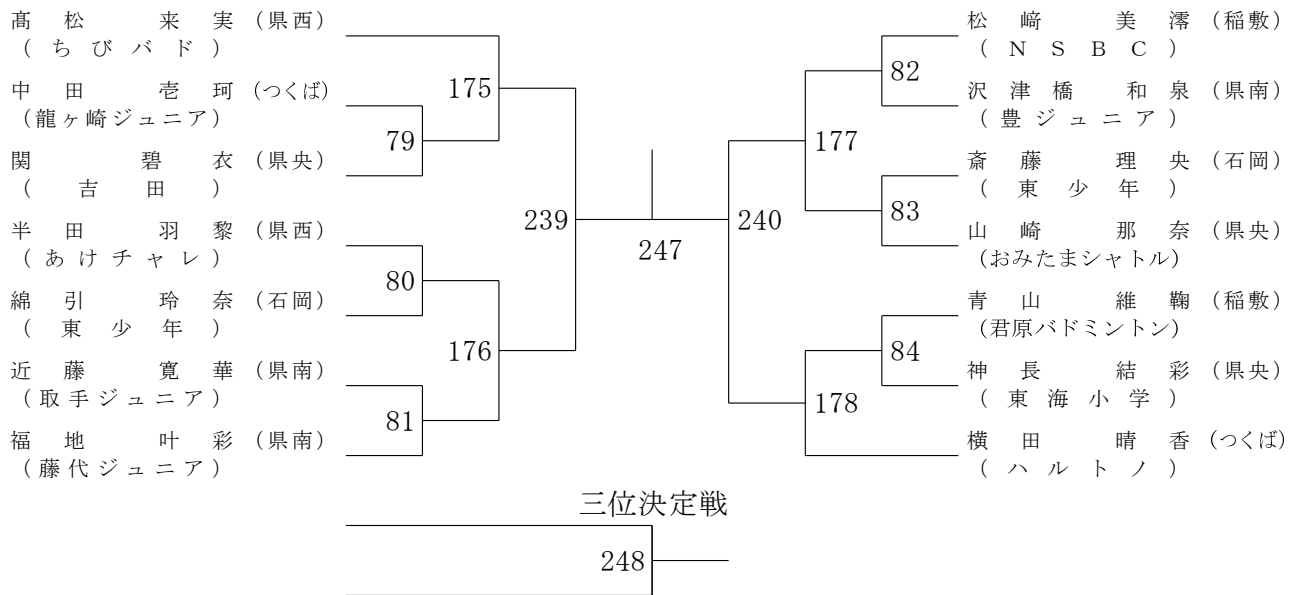 髙松 来実 (県西)
(ちびバド)
中田 壱珂 (つくば)
(龍ヶ崎ジュニア)
関 碧衣 (県央)
(吉田)
半田 羽黎 (県西)
(あけチャレ)
綿引 玲奈 (石岡)
(東少年)
近藤 寛華 (県南)
(取手ジュニア)
福地 叶彩 (県南)
(藤代ジュニア)
175
79
239
80
176
81
247
松﨑 美澪 (稲敷)
(NSBC)
沢津橋 和泉 (県南)
(豊ジュニア)
斎藤 理央 (石岡)
(東少年)
山崎 那奈 (県央)
(おみたまシャトル)
青山 維鞠 (稲敷)
(君原バドミントン)
神長 結彩 (県央)
(東海小学)
横田 晴香 (つくば)
(ハルトノ)
82
177
83
240
84
178
三位決定戦
248